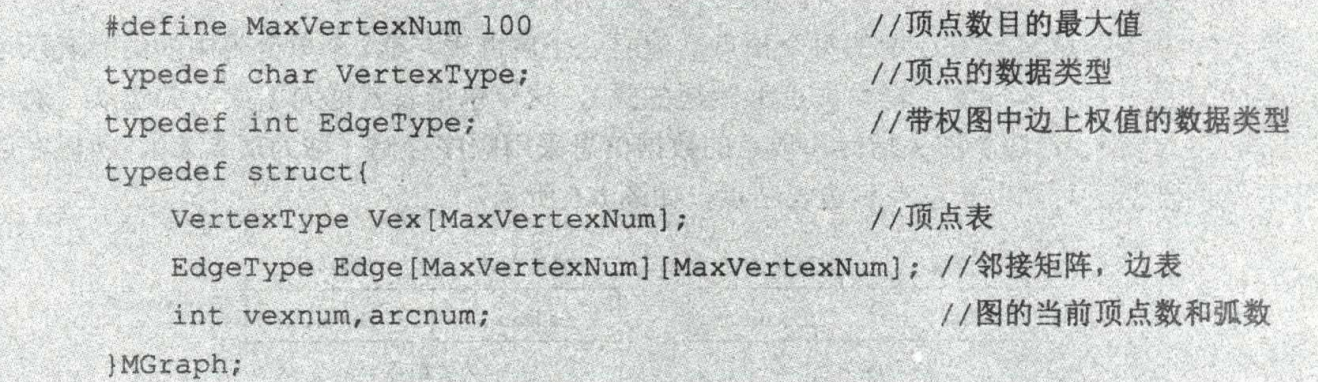 #define MaxVertexNum 100 //顶点数目的最大值
typedef char VertexType; //顶点的数据类型
typedef int EdgeType; //带权图中边上权值的数据类型
typedef struct{
VertexType Vex[MaxVertexNum]; //顶点表
EdgeType Edge[MaxVertexNum][MaxVertexNum]; //邻接矩阵，边表
int vexnum,arcnum; //图的当前顶点数和弧数
}MGraph;